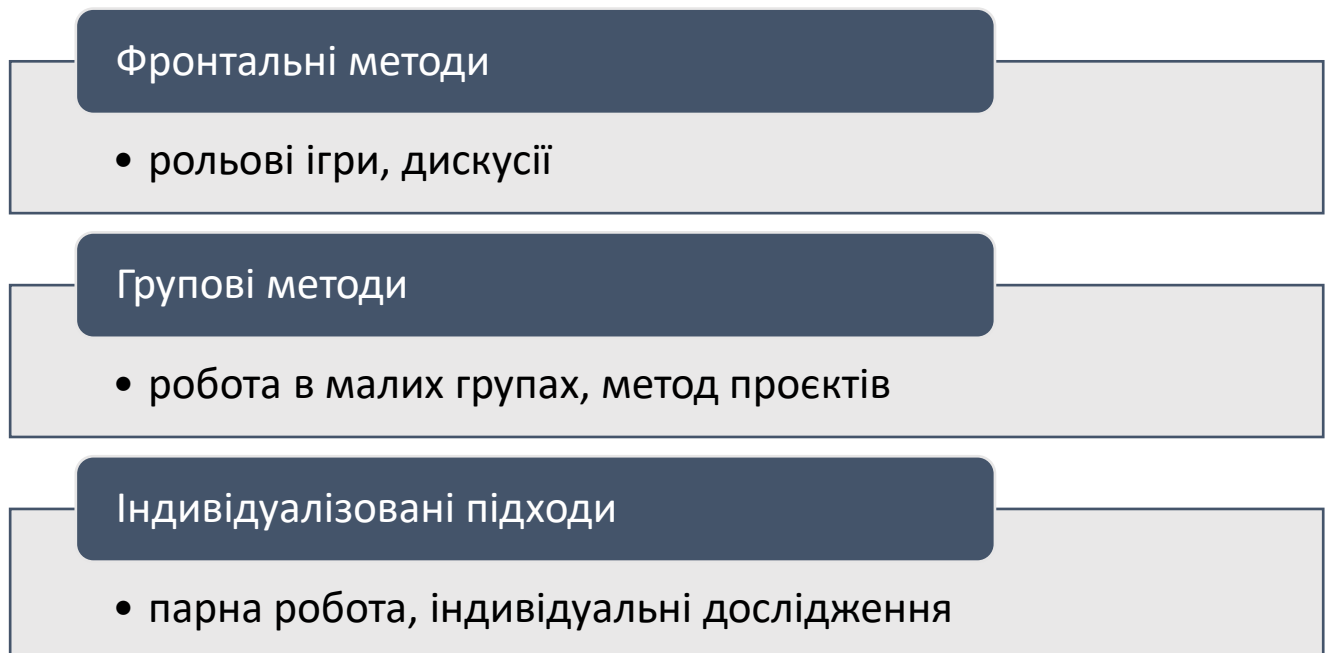 Фронтальні методи
• рольові ігри, дискусії
Групові методи
• робота в малих групах, метод проєктів
Індивідуалізовані підходи
• парна робота, індивідуальні дослідження